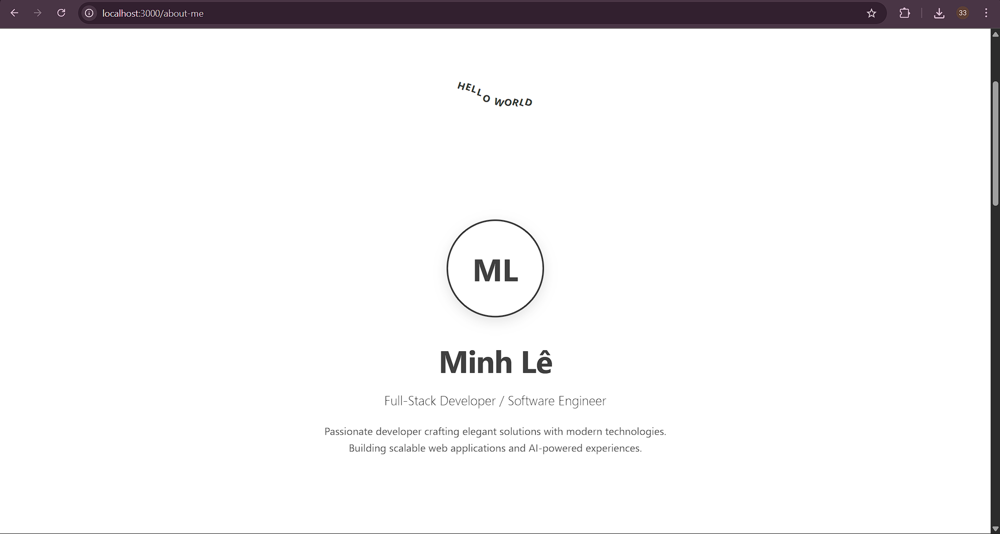 localhost:3000/about-me
33
HELLO WORLD
ML
Minh Lê
Full-Stack Developer / Software Engineer
Passionate developer crafting elegant solutions with modern technologies.
Building scalable web applications and AI-powered experiences.